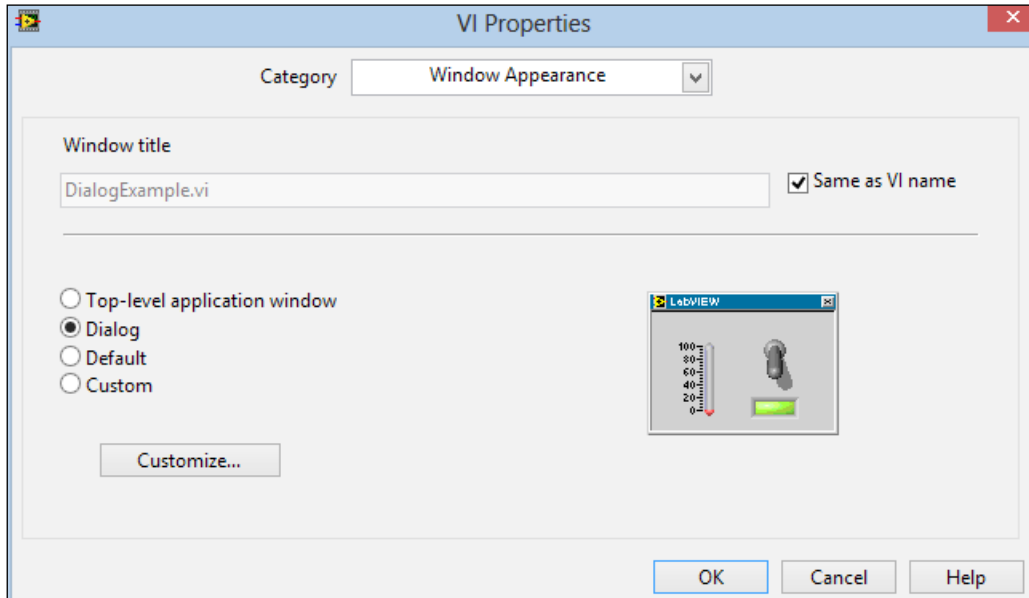 VI Properties
Category Window Appearance
Window title
DialogExample.vi
Same as VI name
Top-level application window
Dialog
Default
Custom
Customize...
LabVIEW
100
80
60
40
20
0
OK Cancel Help